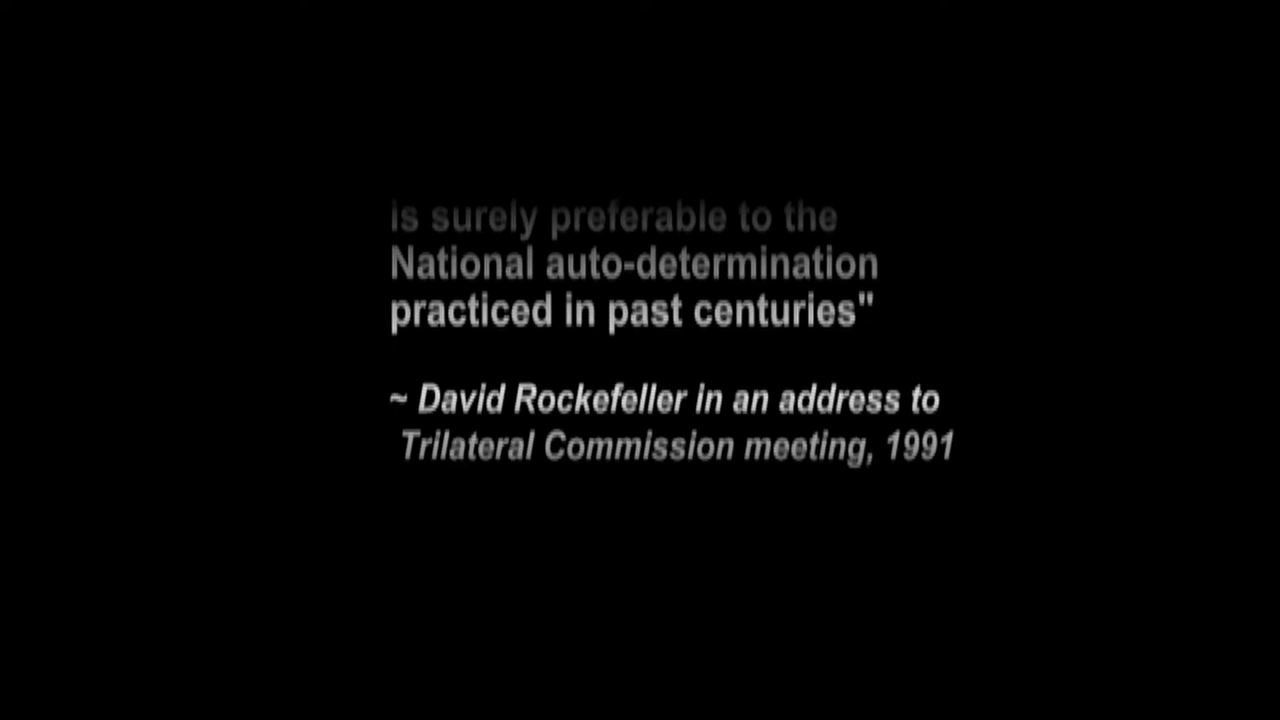 is surely preferable to the
National auto-determination
practiced in past centuries"
~ David Rockefeller in an address to
Trilateral Commission meeting, 1991